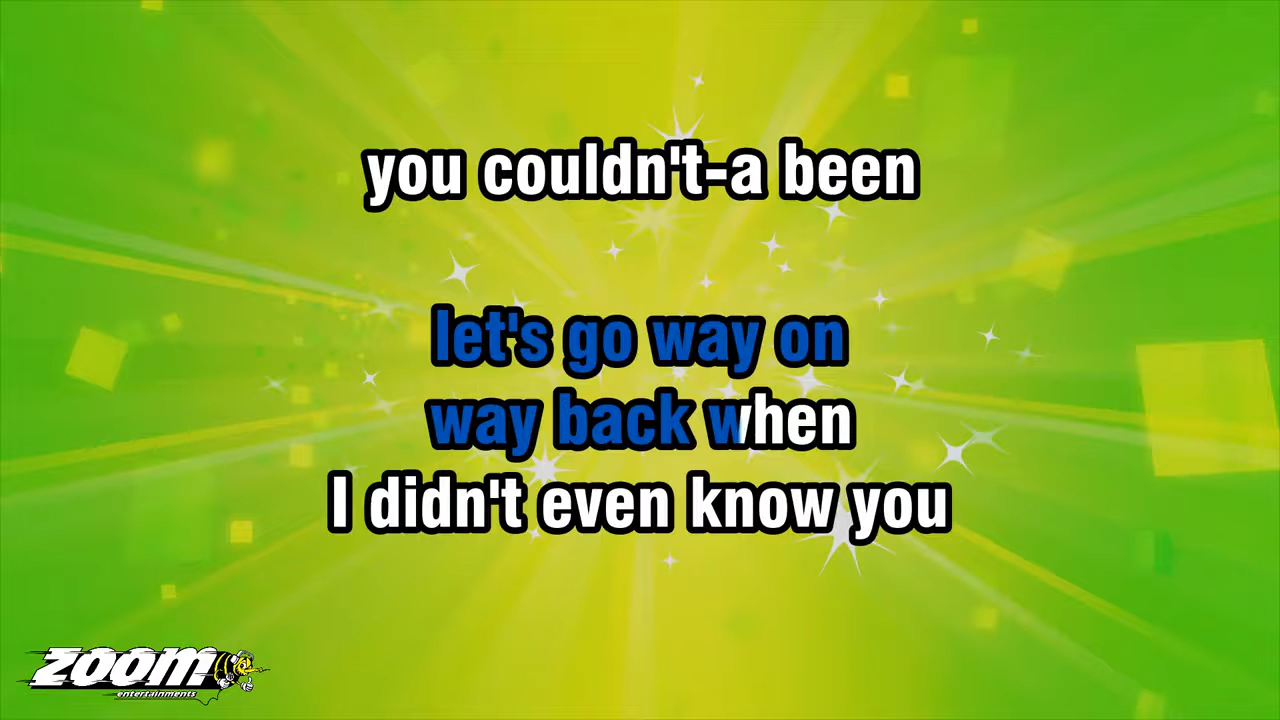 you couldn't-a been
let's go way on
way back when
I didn't even know you
zoom
entertainments